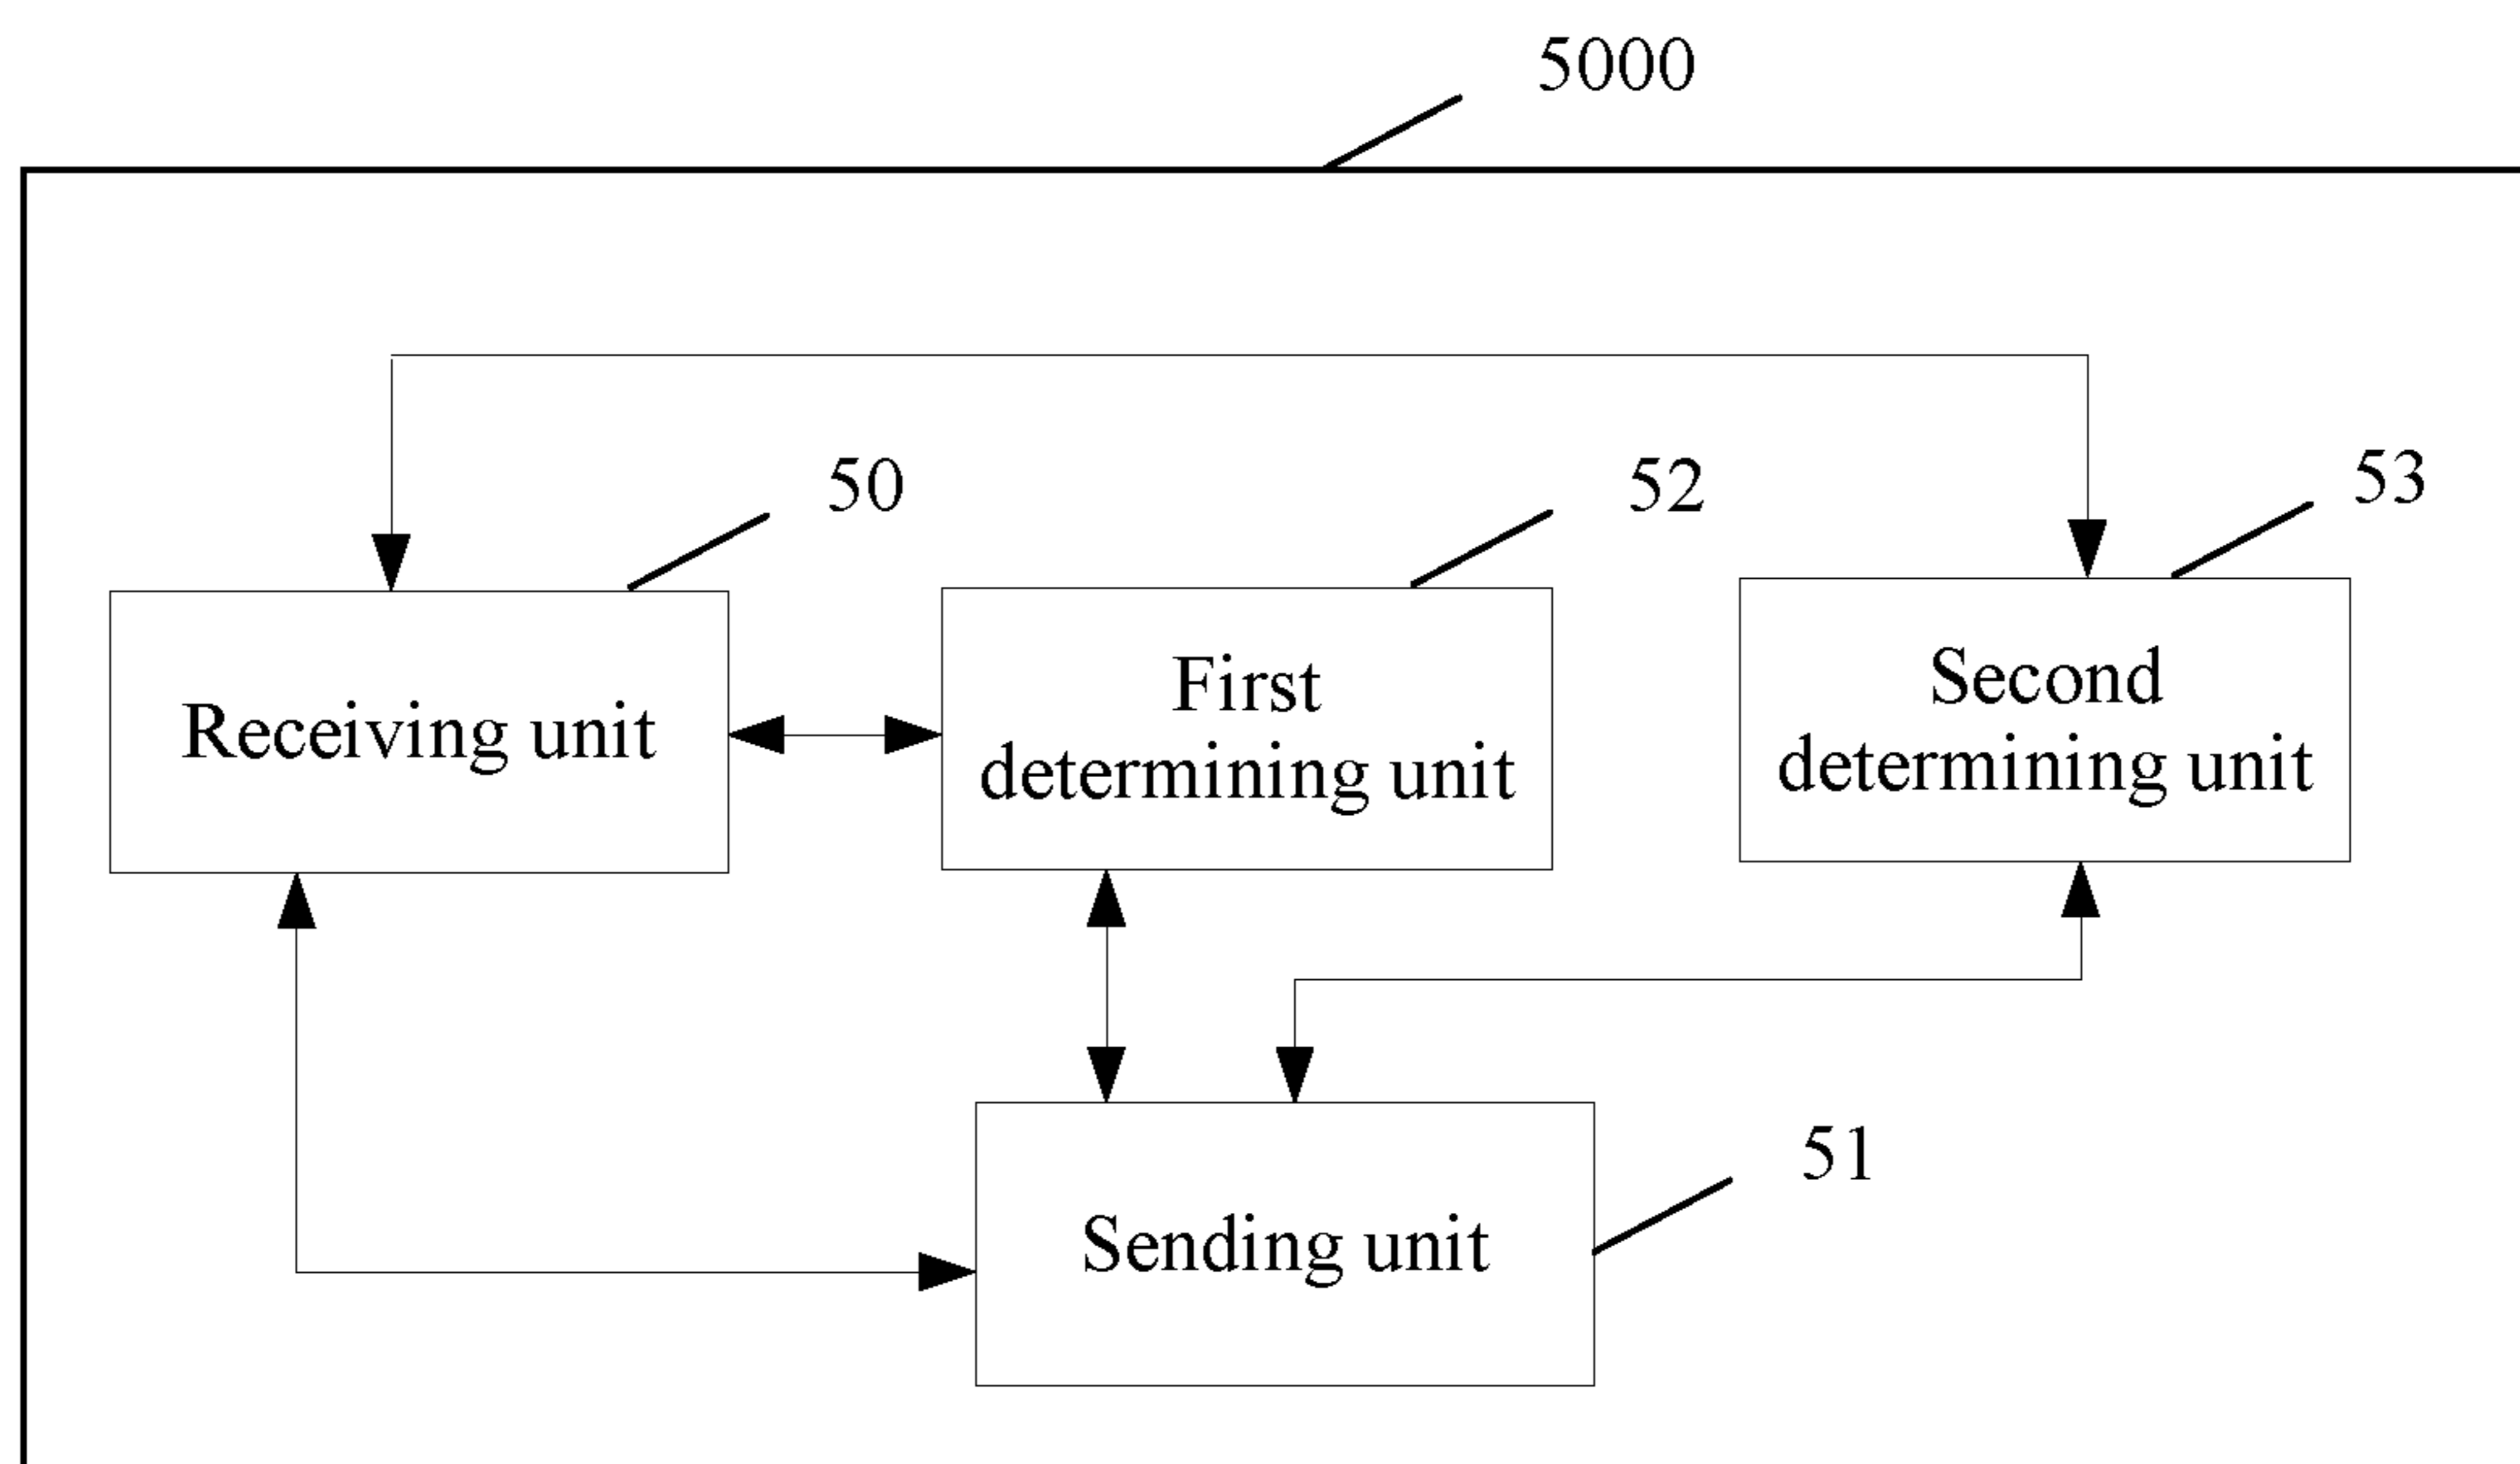 5000
50
52
53
Receiving unit
First
determining unit
Second
determining unit
51
Sending unit